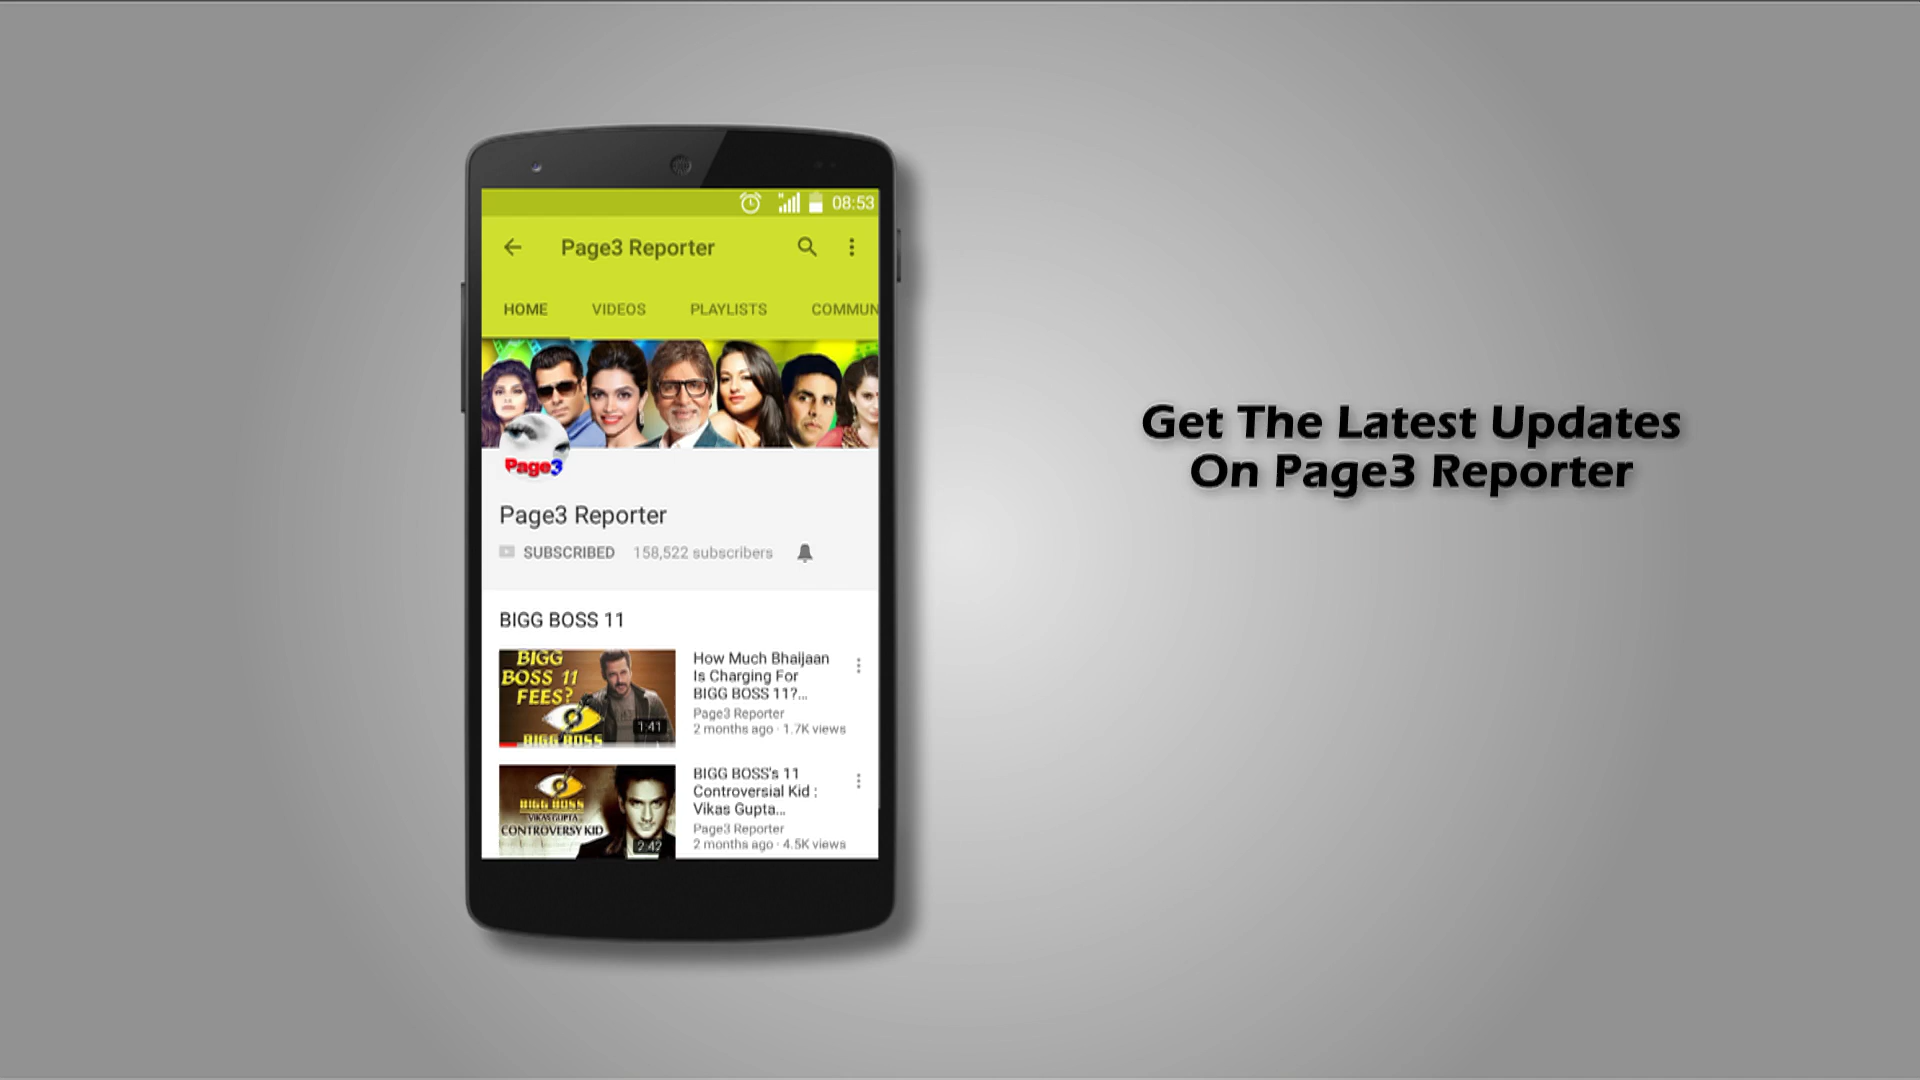 08:53
Page3 Reporter
HOME VIDEOS PLAYLISTS COMMUN
Page3
Page3 Reporter
SUBSCRIBED 158,522 subscribers
BIGG BOSS 11
BIGG
BOSS 11
FEES?
1:41
BIGG BOSS
How Much Bhaijaan
Is Charging For
BIGG BOSS 11?...
Page3 Reporter
2 months ago · 1.7K views
BIGG BOSS
VIKAS GUPTA
CONTROVERSY KID
2:42
BIGG BOSS's 11
Controversial Kid :
Vikas Gupta...
Page3 Reporter
2 months ago · 4.5K views
Get The Latest Updates
On Page3 Reporter